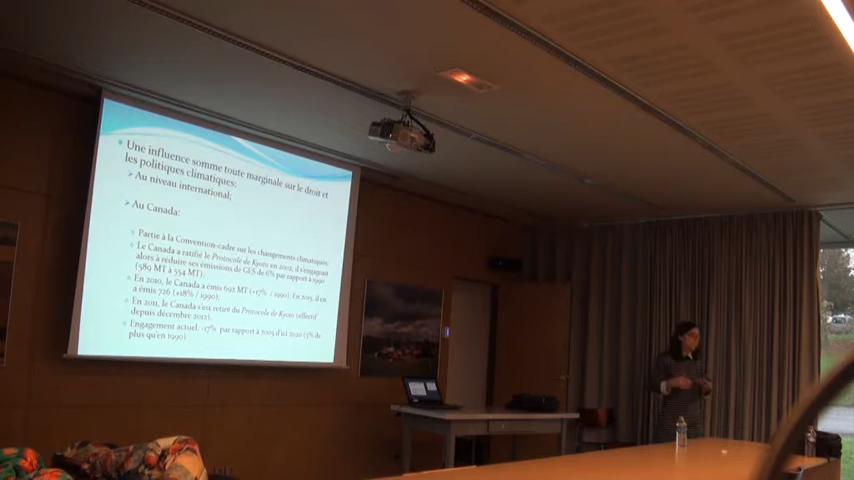 Une influence somme toute marginale sur le droit et
les politiques climatiques:
Au niveau international;
Au Canada:
Partie à la Convention-cadre sur les changements climatiques;
Le Canada a ratifié le Protocole de Kyoto en 2002; il s'engageait
alors à réduire ses émissions de GES de 6% par rapport à 1990
(589 MT à 554 MT);
En 2010, le Canada a émis 692 MT (+17% / 1990); En 2013, il en
a émis 726 (+18% / 1990);
En 2011, le Canada s'est retiré du Protocole de Kyoto (effectif
depuis décembre 2012);
Engagement actuel: -17% par rapport à 2005 d'ici 2020 (3% de
plus qu'en 1990)